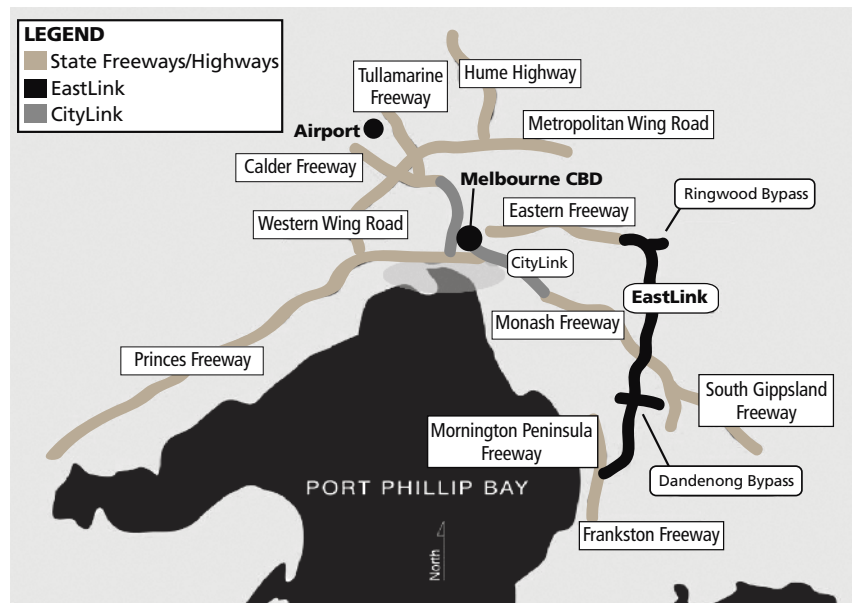 LEGEND
State Freeways/Highways
EastLink
CityLink
Tullamarine
Freeway
Hume Highway
Airport
Metropolitan Wing Road
Calder Freeway
Melbourne CBD
Ringwood Bypass
Eastern Freeway
Western Wing Road
CityLink
EastLink
Monash Freeway
Princes Freeway
South Gippsland
Freeway
Mornington Peninsula
Freeway
Dandenong Bypass
PORT PHILLIP BAY
Frankston Freeway
North